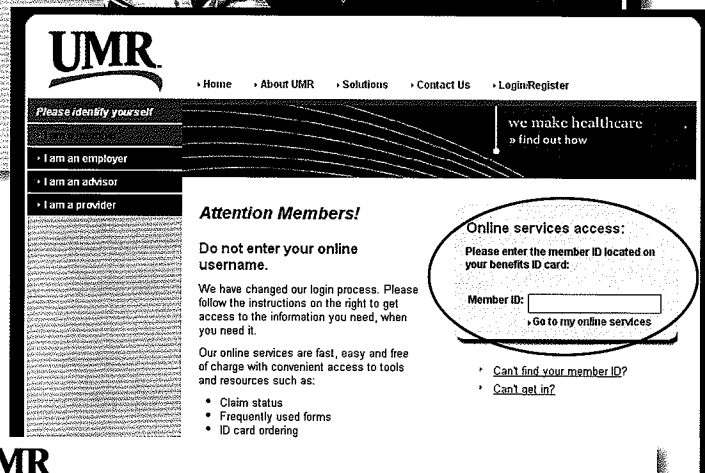 UMR
Home
About UMR
Solutions
Contact Us
Login/Register
Please identify yourself
I am an employer
I am an advisor
I am a provider
we make healthcare
» find out how
Attention Members!
Do not enter your online
username.
We have changed our login process. Please
follow the instructions on the right to get
access to the information you need, when
you need it.
Our online services are fast, easy and free
of charge with convenient access to tools
and resources such as:
• Claim status
• Frequently used forms
• ID card ordering
Online services access:
Please enter the member ID located on
your benefits ID card:
Member ID:
Go to my online services
Can't find your member ID?
Can't get in?
MR